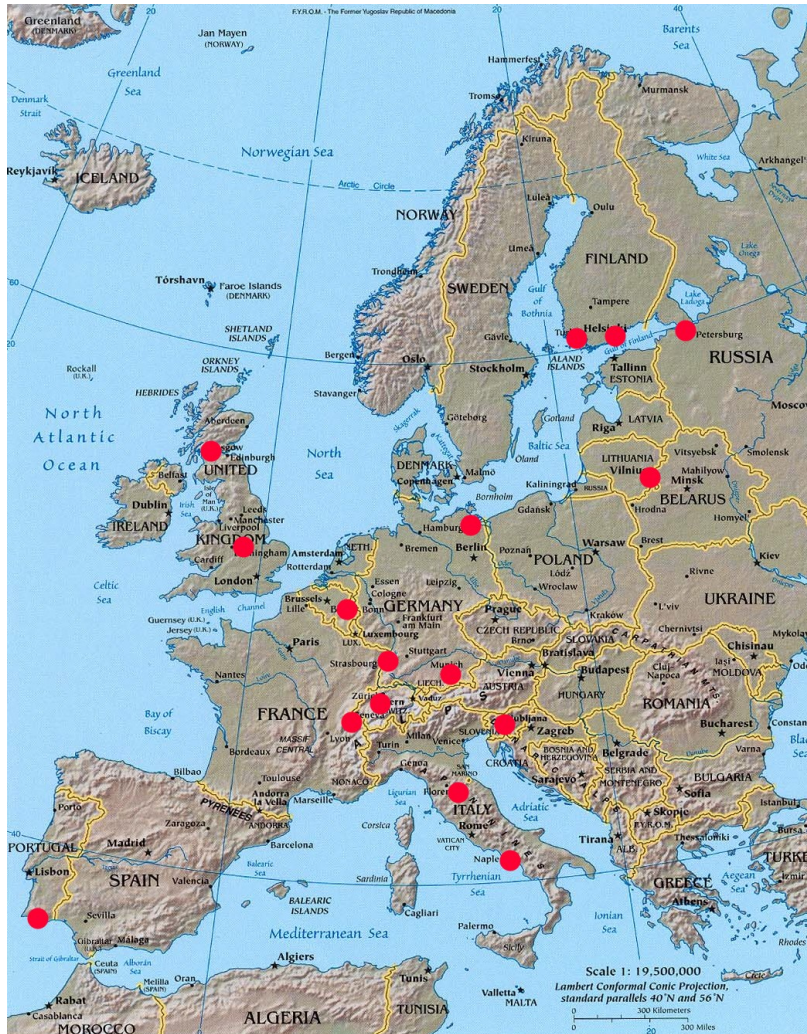 F.Y.R.O.M. - The Former Yugoslav Republic of Macedonia
Greenland
(DENMARK)
Jan Mayen
(NORWAY)
Barents
Sea
Hammerfest
Greenland
Sea
Murmansk
Denmark
Strait
Kiruna
White Sea
Arkhangel'
Norwegian Sea
Reykjavík
ICELAND
Arctic Circle
Luleå
Oulu
NORWAY
Umeå
FINLAND
Lake
Onega
Trondheim
Tórshavn
Faroe Islands
(DENMARK)
SWEDEN
Gulf
of
Bothnia
Tampere
Lake
Ladoga
SHETLAND
ISLANDS
Helsinki
Petersburg
Gulf of Finland
Gävle
ALAND
ISLANDS
Bergen
Oslo
Stockholm
Tallinn
ESTONIA
RUSSIA
Rockall
(U.K.)
ORKNEY
ISLANDS
Stavanger
HEBRIDES
Moscow
North
Atlantic
Ocean
Aberdeen
Göteborg
Skagerrak
Kattegat
Gotland
Riga
LATVIA
Edinburgh
North
Sea
DENMARK
Copenhagen
Malmö
Öland
Baltic Sea
LITHUANIA
Vitsyebsk
Smolensk
Mahilyow
UNITED
KINGDOM
Belfast
Isle
of
Man
(U.K.)
Irish
Sea
Bornholm
Kaliningrad
RUSSIA
Minsk
BELARUS
Dublin
IRELAND
Leeds
Manchester
Liverpool
Gdańsk
Hrodna
Homyel
Hamburg
Cardiff
Amsterdam
NETH.
Bremen
Berlin
Poznań
Warsaw
Brest
POLAND
Rotterdam
Celtic
Sea
London
Łódź
Kiev
Rivne
Essen
Cologne
Bonn
Leipzig
Wrocław
English Channel
Brussels
Lille
GERMANY
Frankfurt
am Main
Prague
Kraków
L'viv
UKRAINE
Guernsey (U.K.)
Jersey (U.K.)
LUX.
Luxembourg
CZECH REPUBLIC
Brno
SLOVAKIA
CARPATHIAN MTS.
Chernivtsi
Paris
Stuttgart
Strasbourg
Munich
Vienna
Bratislava
Chisinau
Iaşi
MOLDOVA
Nantes
Zürich
LIECH.
Vaduz
AUSTRIA
Budapest
HUNGARY
Cluj-
Napoca
ROMANIA
FRANCE
Bay of
Biscay
MASSIF
CENTRAL
Lyon
ALPS
Milan
Venice
Turin
Zagreb
CROATIA
Bucharest
Constan
Bordeaux
Genoa
BOSNIA AND
HERZEGOVINA
Belgrade
SERBIA AND
MONTENEGRO
Varna
Bilbao
Toulouse
MONACO
SAN
MARINO
Sarajevo
BULGARIA
Sofia
Andorra
la Vella
ANDORRA
PYRENEES
Marseille
Ligurian
Sea
APENNINES
Adriatic
Sea
Skopje
F.Y.R.O.M.
Istanbul
Bursa
Porto
Zaragoza
Barcelona
Corsica
ITALY
Rome
VATICAN
CITY
Tirana
ALB.
Thessaloníki
PORTUGAL
Madrid
Lisbon
SPAIN
Balearic
Sea
Valencia
Sardinia
Tyrrhenian
Sea
GREECE
Aegean
Sea
Izmir
BALEARIC
ISLANDS
Athens
Sevilla
Cagliari
Palermo
Ionian
Sea
Mediterranean Sea
Gibraltar
(U.K.)
Málaga
Strait of Gibraltar
Ceuta
(SPAIN)
Alborán
Sea
Sicily
Rhodes
Melilla
(SPAIN)
Oran
Algiers
Tunis
Valletta
MALTA
Crete
Rabat
Casablanca
MOROCCO
ALGERIA
TUNISIA
Scale 1: 19,500,000
Lambert Conformal Conic Projection,
standard parallels 40°N and 56°N
300 Kilometers
300 Miles